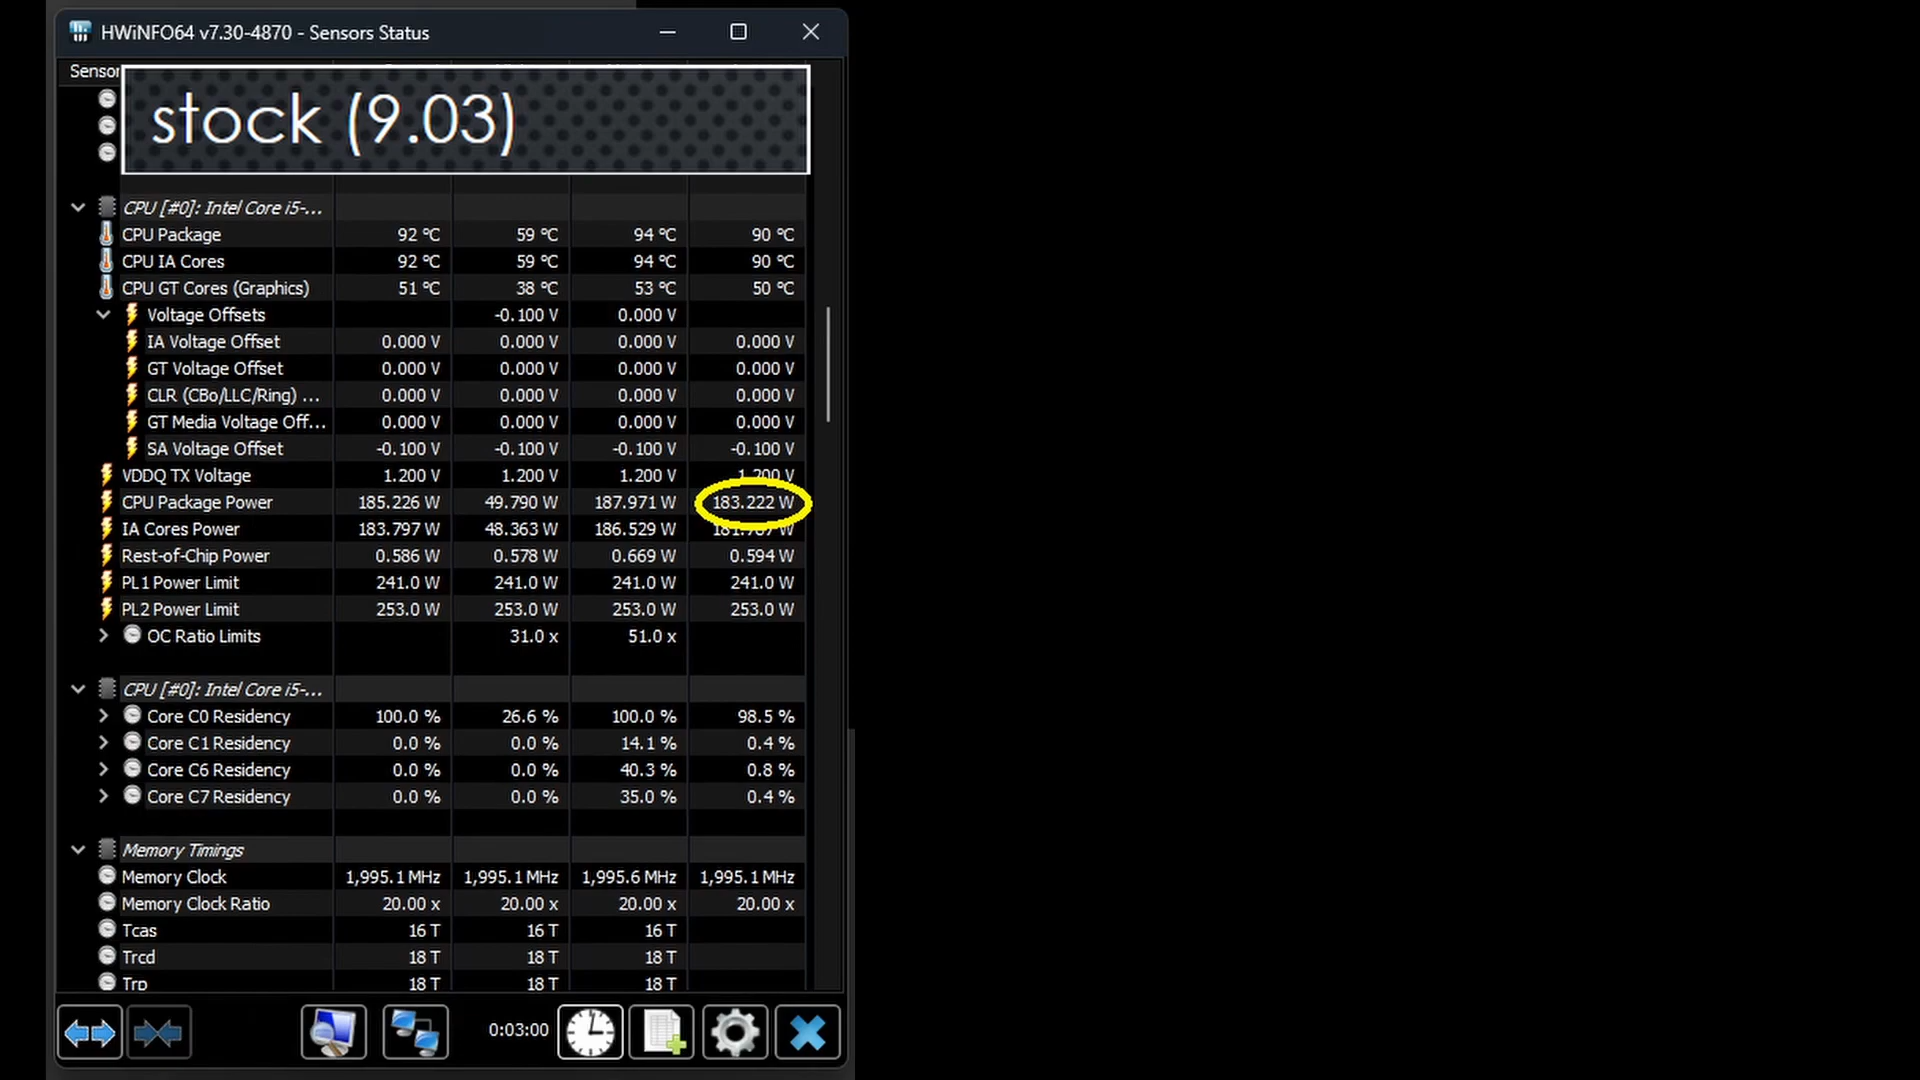 HWiNFO64 v7.30-4870 - Sensors Status
Sensor
stock (9.03)
CPU [#0]: Intel Core i5-...
CPU Package 92 °C 59 °C 94 °C 90 °C
CPU IA Cores 92 °C 59 °C 94 °C 90 °C
CPU GT Cores (Graphics) 51 °C 38 °C 53 °C 50 °C
Voltage Offsets -0.100 V 0.000 V
IA Voltage Offset 0.000 V 0.000 V 0.000 V 0.000 V
GT Voltage Offset 0.000 V 0.000 V 0.000 V 0.000 V
CLR (CBo/LLC/Ring) ... 0.000 V 0.000 V 0.000 V 0.000 V
GT Media Voltage Off... 0.000 V 0.000 V 0.000 V 0.000 V
SA Voltage Offset -0.100 V -0.100 V -0.100 V -0.100 V
VDDQ TX Voltage 1.200 V 1.200 V 1.200 V 1.200 V
CPU Package Power 185.226 W 49.790 W 187.971 W 183.222 W
IA Cores Power 183.797 W 48.363 W 186.529 W
Rest-of-Chip Power 0.586 W 0.578 W 0.669 W 0.594 W
PL1 Power Limit 241.0 W 241.0 W 241.0 W 241.0 W
PL2 Power Limit 253.0 W 253.0 W 253.0 W 253.0 W
OC Ratio Limits 31.0 x 51.0 x
CPU [#0]: Intel Core i5-...
Core C0 Residency 100.0 % 26.6 % 100.0 % 98.5 %
Core C1 Residency 0.0 % 0.0 % 14.1 % 0.4 %
Core C6 Residency 0.0 % 0.0 % 40.3 % 0.8 %
Core C7 Residency 0.0 % 0.0 % 35.0 % 0.4 %
Memory Timings
Memory Clock 1,995.1 MHz 1,995.1 MHz 1,995.6 MHz 1,995.1 MHz
Memory Clock Ratio 20.00 x 20.00 x 20.00 x 20.00 x
Tcas 16 T 16 T 16 T
Trcd 18 T 18 T 18 T
Trp 18 T 18 T 18 T
0:03:00